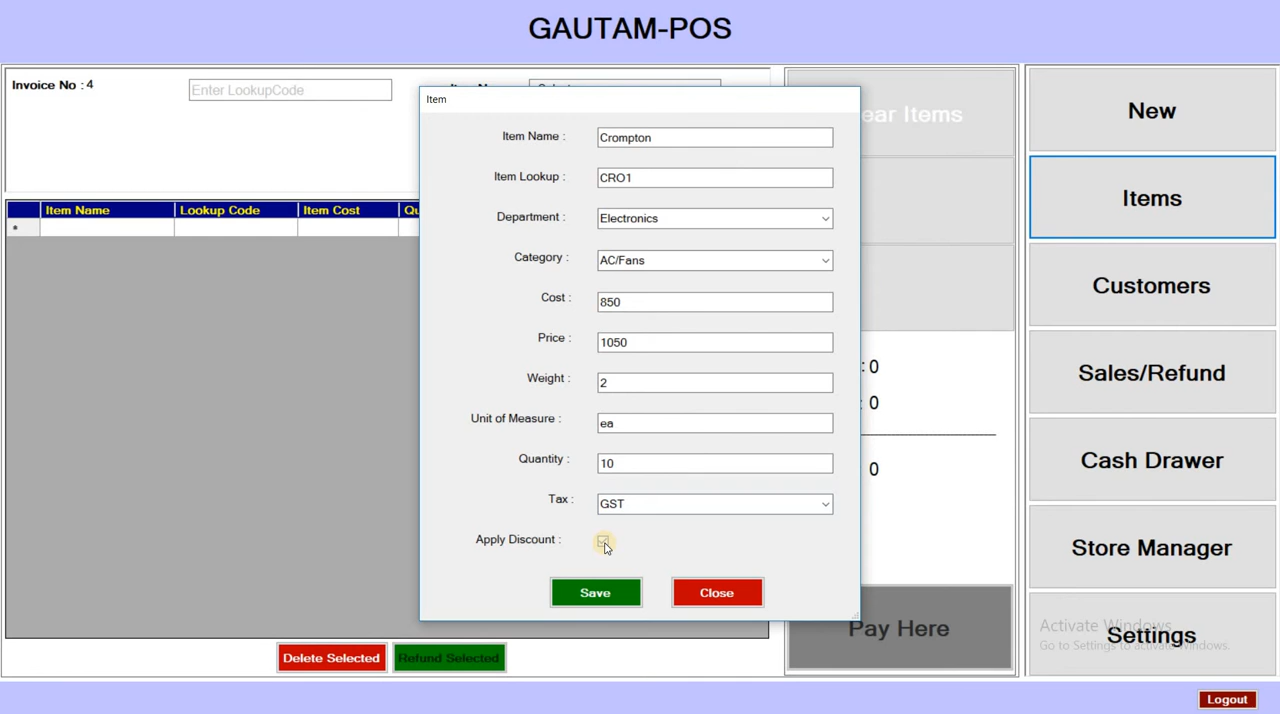 GAUTAM-POS
Invoice No : 4
Enter LookupCode
Item
Item Name : Crompton
Item Lookup : CRO1
Department : Electronics
Category : AC/Fans
Cost : 850
Price : 1050
Weight : 2
Unit of Measure : ea
Quantity : 10
Tax : GST
Apply Discount :
Save
Close
Item Name
Lookup Code
Item Cost
*
ear Items
: 0
: 0
0
Pay Here
Delete Selected
Refund Selected
New
Items
Customers
Sales/Refund
Cash Drawer
Store Manager
Settings
Activate Windows
Go to Settings to activate Windows.
Logout